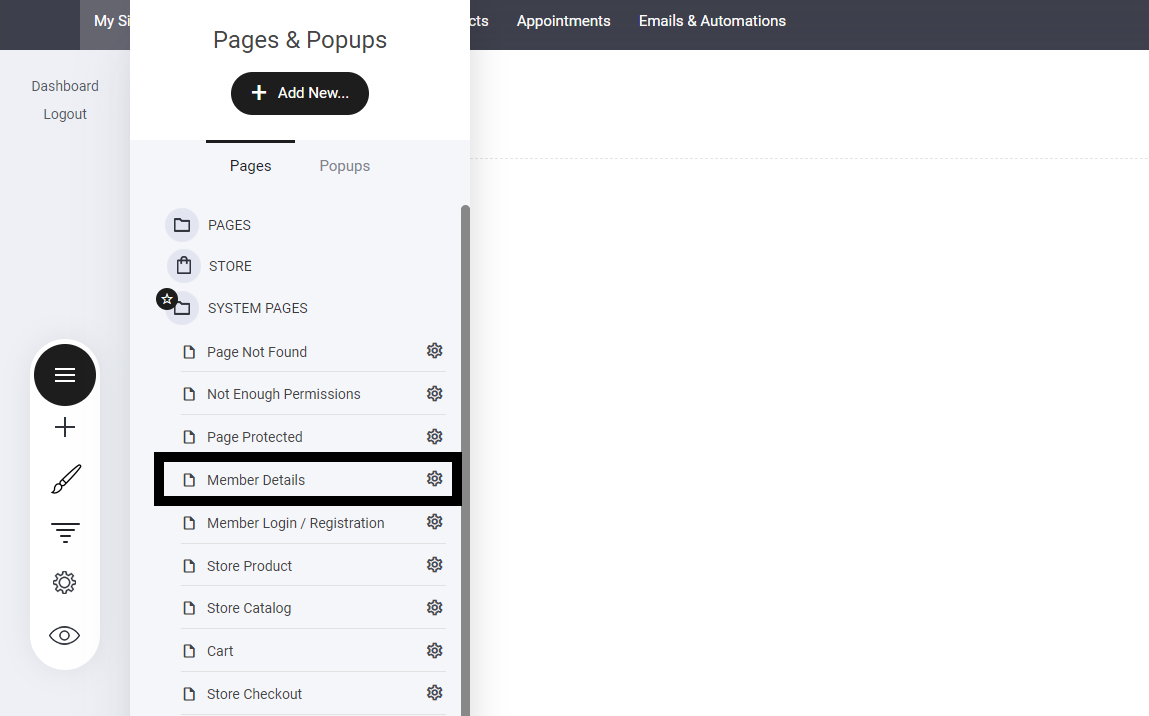 My Si
cts
Appointments
Emails & Automations
Dashboard
Logout
Pages & Popups
Add New...
Pages
Popups
PAGES
STORE
SYSTEM PAGES
Page Not Found
Not Enough Permissions
Page Protected
Member Details
Member Login / Registration
Store Product
Store Catalog
Cart
Store Checkout